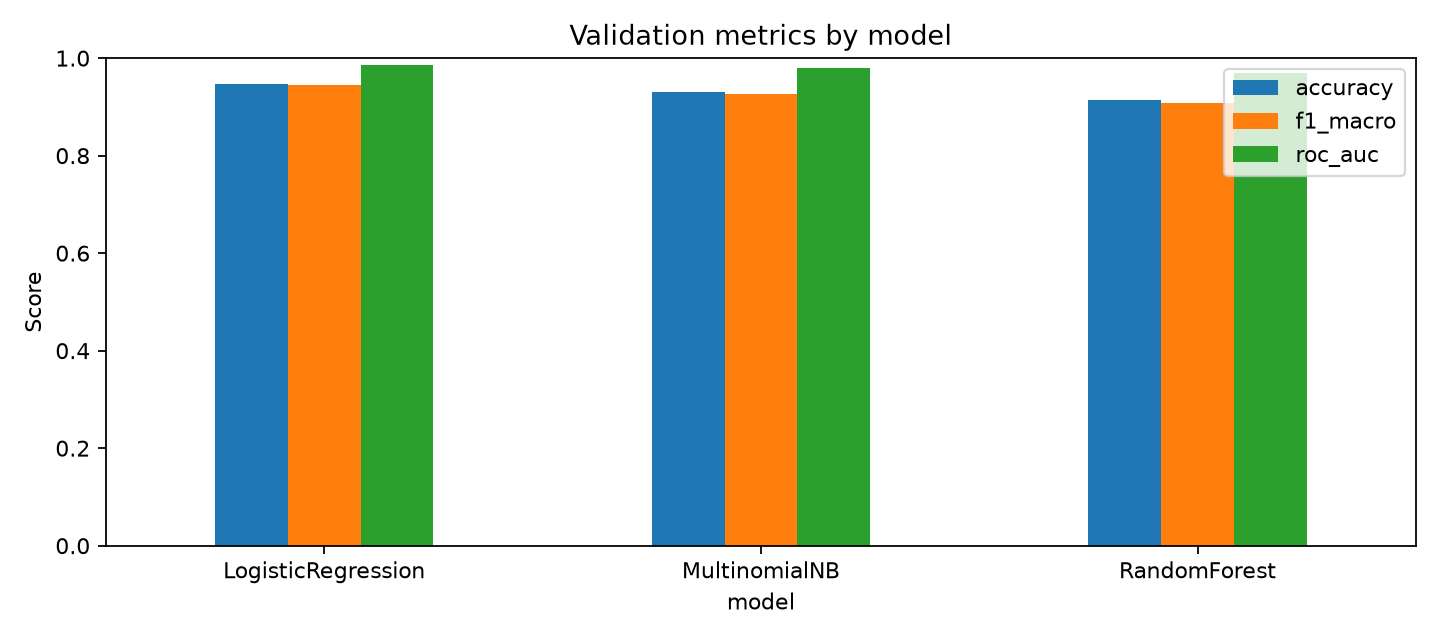 Validation metrics by model
1.0
0.8
0.6
0.4
0.2
0.0
Score
accuracy
f1_macro
roc_auc
LogisticRegression
MultinomialNB
RandomForest
model